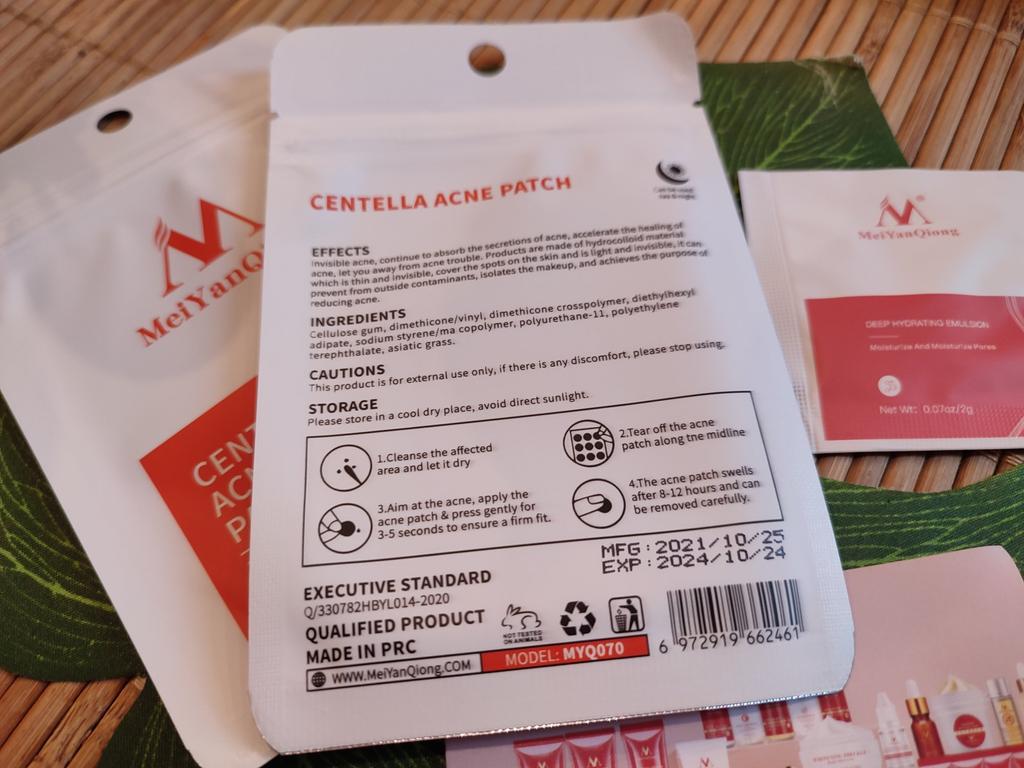 CENTELLA ACNE PATCH
Can be used
EFFECTS
Invisible acne, continue to absorb the secretions of acne, accelerate the healing of
acne, let you away from acne trouble. Products are made of hydrocolloid material
which is thin and invisible, cover the spots on the skin and is light and invisible, it can
prevent from outside contaminants, isolates the makeup, and achieves the purpose of
reducing acne.
INGREDIENTS
Cellulose gum, dimethicone/vinyl, dimethicone crosspolymer, diethylhexyl
adipate, sodium styrene/ma copolymer, polyurethane-11, polyethylene
terephthalate, asiatic grass.
CAUTIONS
This product is for external use only, if there is any discomfort, please stop using.
STORAGE
Please store in a cool dry place, avoid direct sunlight.
1.Cleanse the affected
area and let it dry
2.Tear off the acne
patch along the midline
3.Aim at the acne, apply the
acne patch & press gently for
3-5 seconds to ensure a firm fit.
4.The acne patch swells
after 8-12 hours and can
be removed carefully.
MFG:2021/10/25
EXP:2024/10/24
EXECUTIVE STANDARD
Q/330782HBYL014-2020
QUALIFIED PRODUCT
MADE IN PRC
NOT TESTED
ON ANIMALS
WWW.MeiYanQiong.COM
MODEL: MYQ070
6 972919 662461
MeiYanQ
CEN
AC
P
MeiYanQiong
DEEP HYDRATING EMULSION
Moisturize And Moisturize Pores
Net Wt: 0.07oz/2g